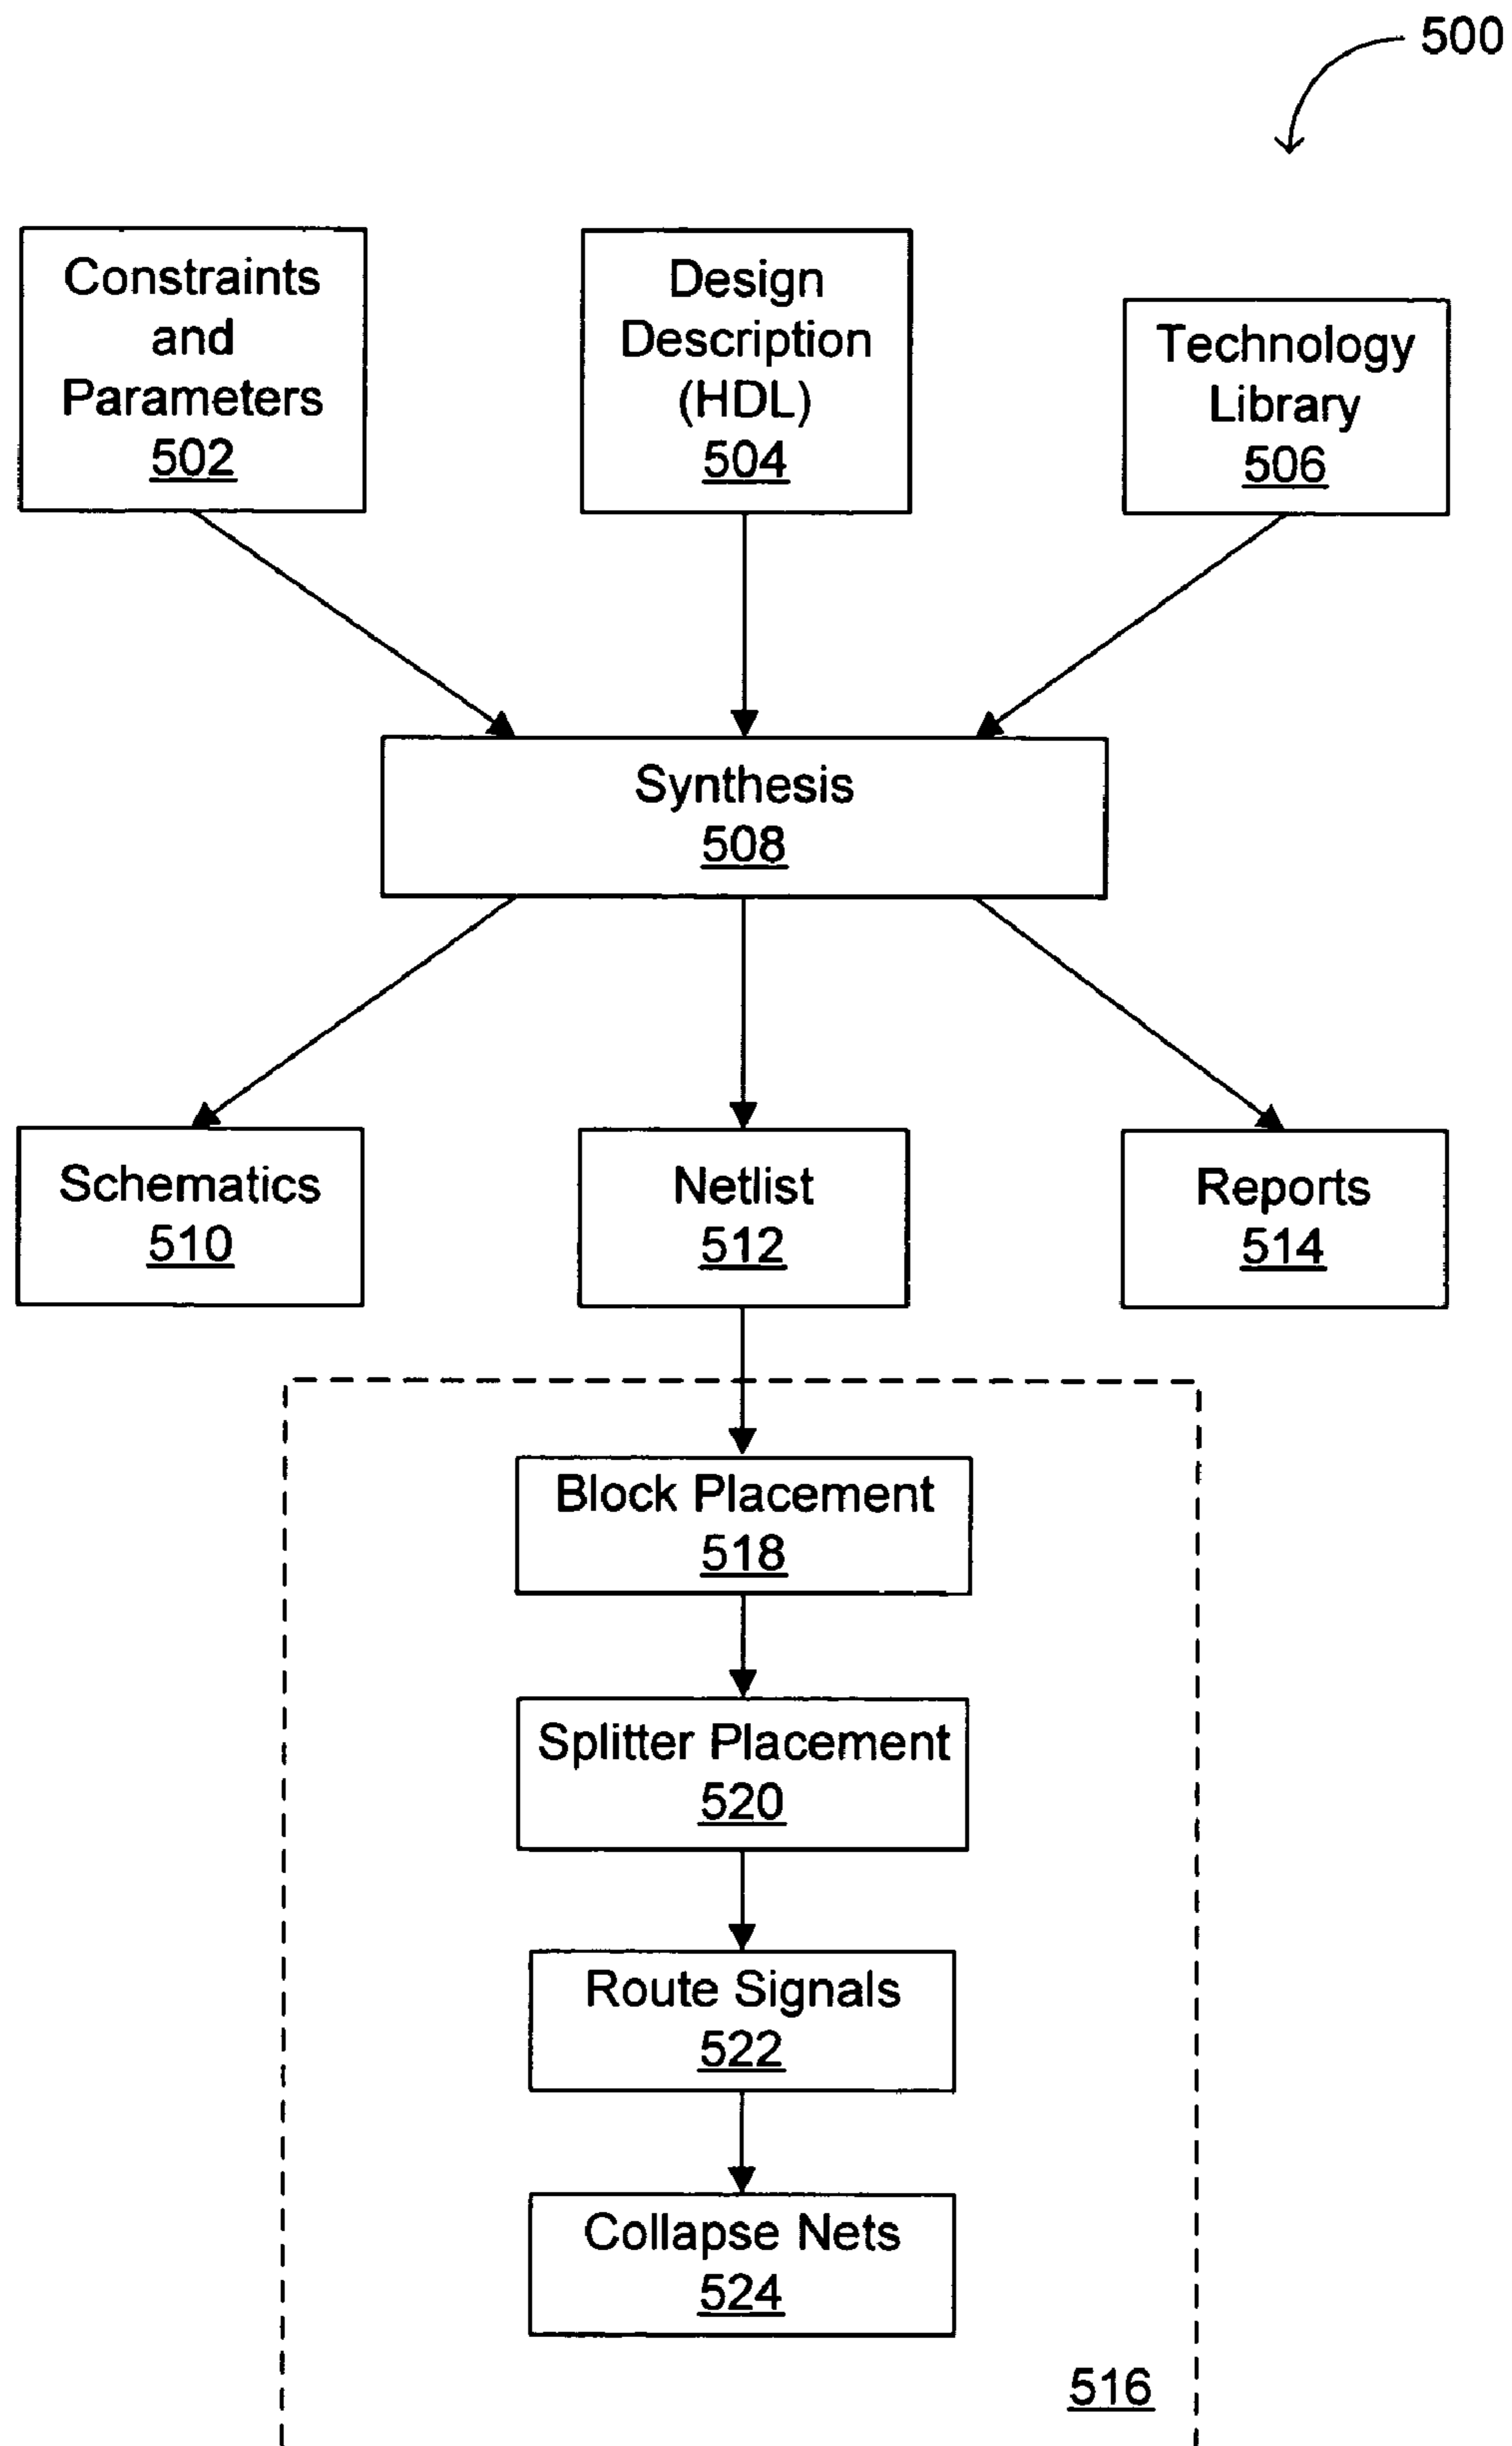 500
Constraints
and
Parameters
502
Design
Description
(HDL)
504
Technology
Library
506
Synthesis
508
Schematics
510
Netlist
512
Reports
514
Block Placement
518
Splitter Placement
520
Route Signals
522
Collapse Nets
524
516